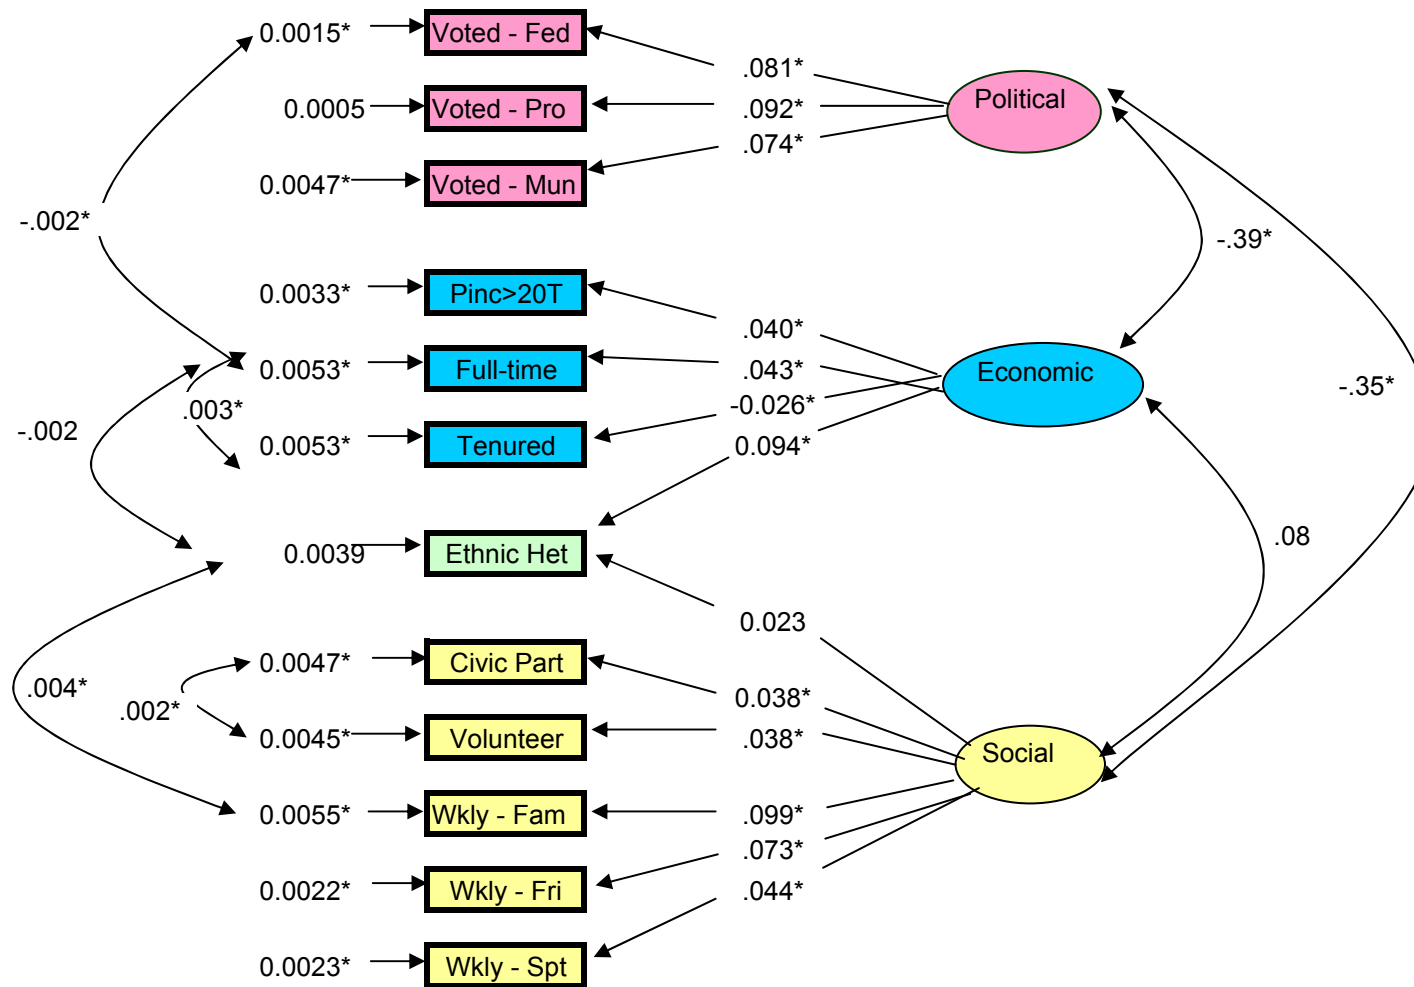 0.0015* Voted - Fed
.081*
Political
0.0005 Voted - Pro
.092*
.074*
0.0047* Voted - Mun
-.002*
-.39*
0.0033* Pinc>20T
.040*
0.0053* Full-time
.043*
Economic
-.35*
.003*
-0.026*
-.002
0.0053* Tenured
0.094*
.08
0.0039 Ethnic Het
0.023
0.0047* Civic Part
.004*
0.038*
.002*
0.0045* Volunteer
.038*
Social
0.0055* Wkly - Fam
.099*
.073*
0.0022* Wkly - Fri
.044*
0.0023* Wkly - Spt